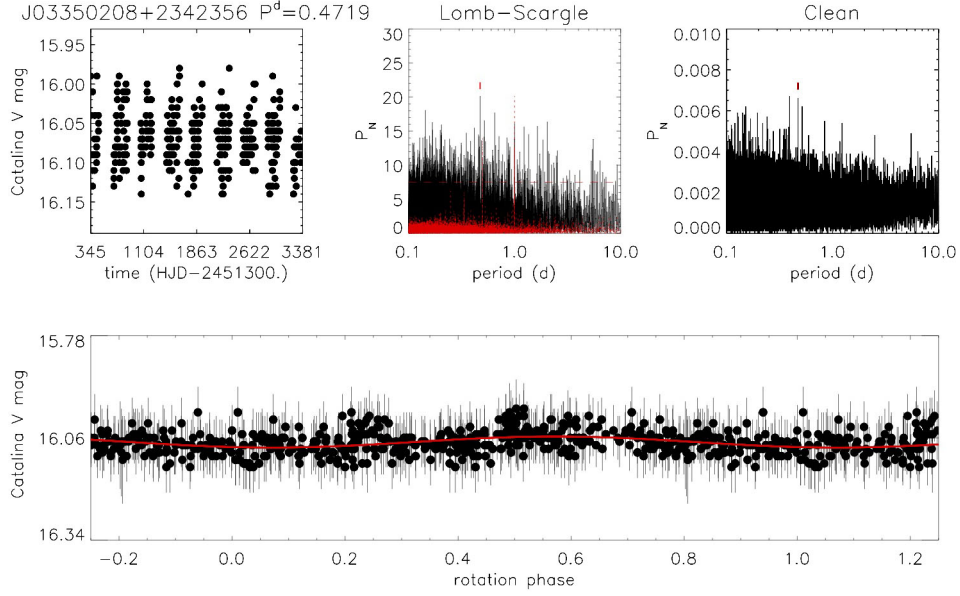 J03350208+2342356 P^d=0.4719
Lomb-Scargle
Clean
Catalina V mag
15.95
16.00
16.05
16.10
16.15
345 1104 1863 2622 3381
time (HJD-2451300.)
P_N
30
25
20
15
10
5
0
0.1 1.0 10.0
period (d)
P_N
0.010
0.008
0.006
0.004
0.002
0.000
0.1 1.0 10.0
period (d)
Catalina V mag
15.78
16.06
16.34
-0.2 0.0 0.2 0.4 0.6 0.8 1.0 1.2
rotation phase